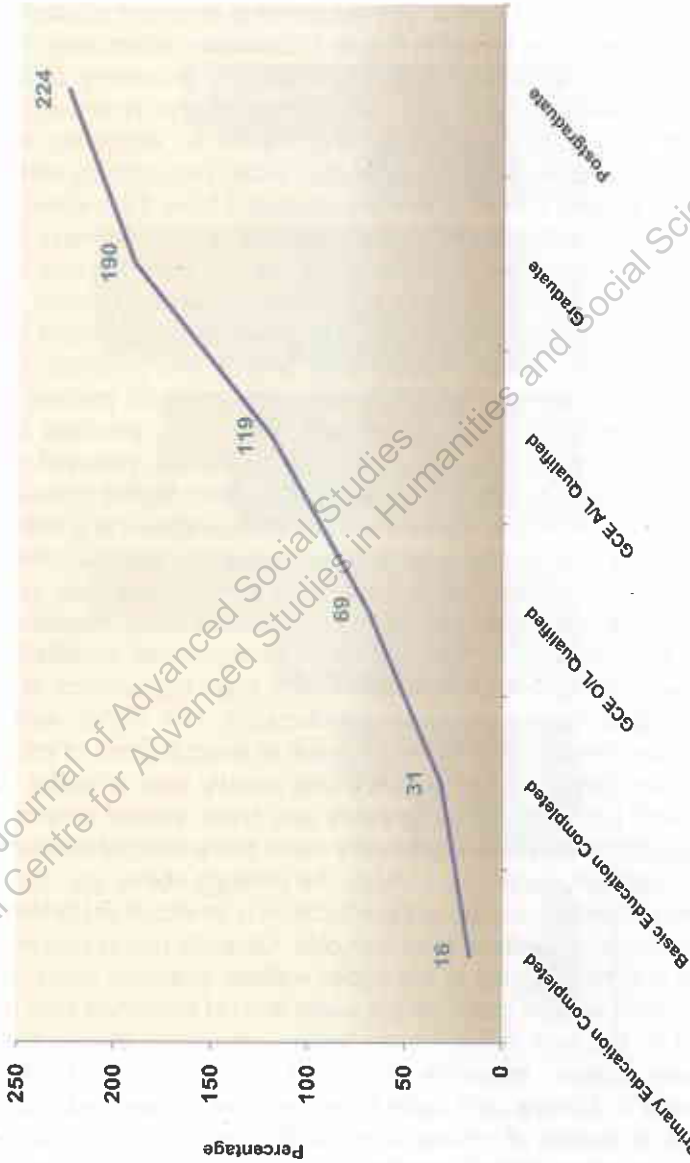 Percentage
250
200
150
100
50
0
16
31
69
119
190
224
Primary Education Completed
Basic Education Completed
GCE O/L Qualified
GCE A/L Qualified
Graduate
Postgraduate
Journal of Advanced Social Studies
Centre for Advanced Studies in Humanities and Social